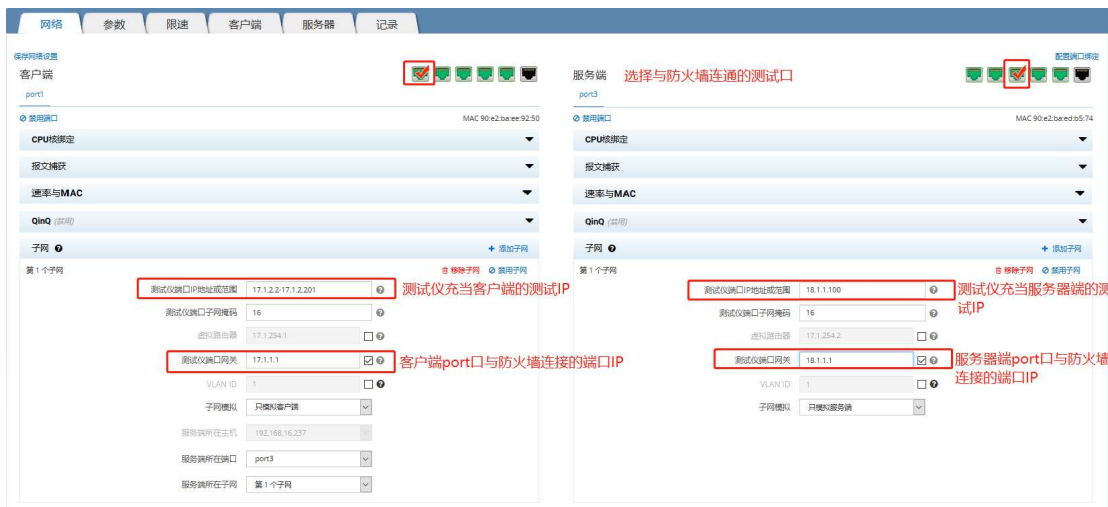 网络 参数 限速 客户端 服务器 记录
保存网络设置
客户端
port1
禁用端口 MAC 90:e2:ba:ee:92:50
CPU核绑定
报文捕获
速率与MAC
QinQ (禁用)
子网 + 添加子网
第1个子网 移除子网 禁用子网
测试仪端口IP地址或范围 17.1.2.2-17.1.2.201
测试仪充当客户端的测试IP
测试仪端口子网掩码 16
虚拟路由器 17.1.254.1
测试仪端口网关 17.1.1.1
客户端port口与防火墙连接的端口IP
VLAN ID 1
子网模拟 只模拟客户端
服务端所在主机 192.168.16.237
服务端所在端口 port3
服务端所在子网 第1个子网
配置端口绑定
服务端 选择与防火墙连通的测试口
port3
禁用端口 MAC 90:e2:ba:ed:b5:74
CPU核绑定
报文捕获
速率与MAC
QinQ (禁用)
子网 + 添加子网
第1个子网 移除子网 禁用子网
测试仪端口IP地址或范围 18.1.1.100
测试仪充当服务器端的测
试IP
测试仪端口子网掩码 16
虚拟路由器 17.1.254.2
测试仪端口网关 18.1.1.1
服务器端port口与防火墙
连接的端口IP
VLAN ID 1
子网模拟 只模拟服务端